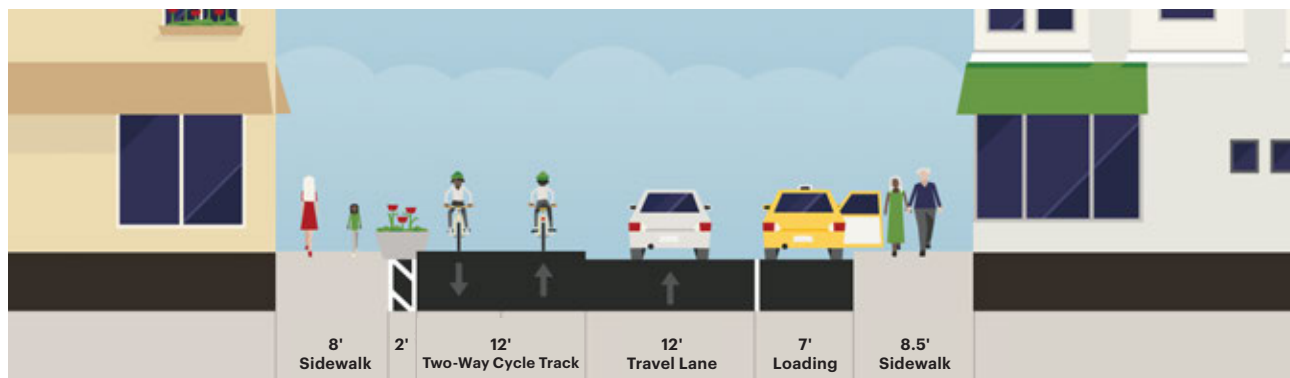 8'
Sidewalk
2'
12'
Two-Way Cycle Track
12'
Travel Lane
7'
Loading
8.5'
Sidewalk